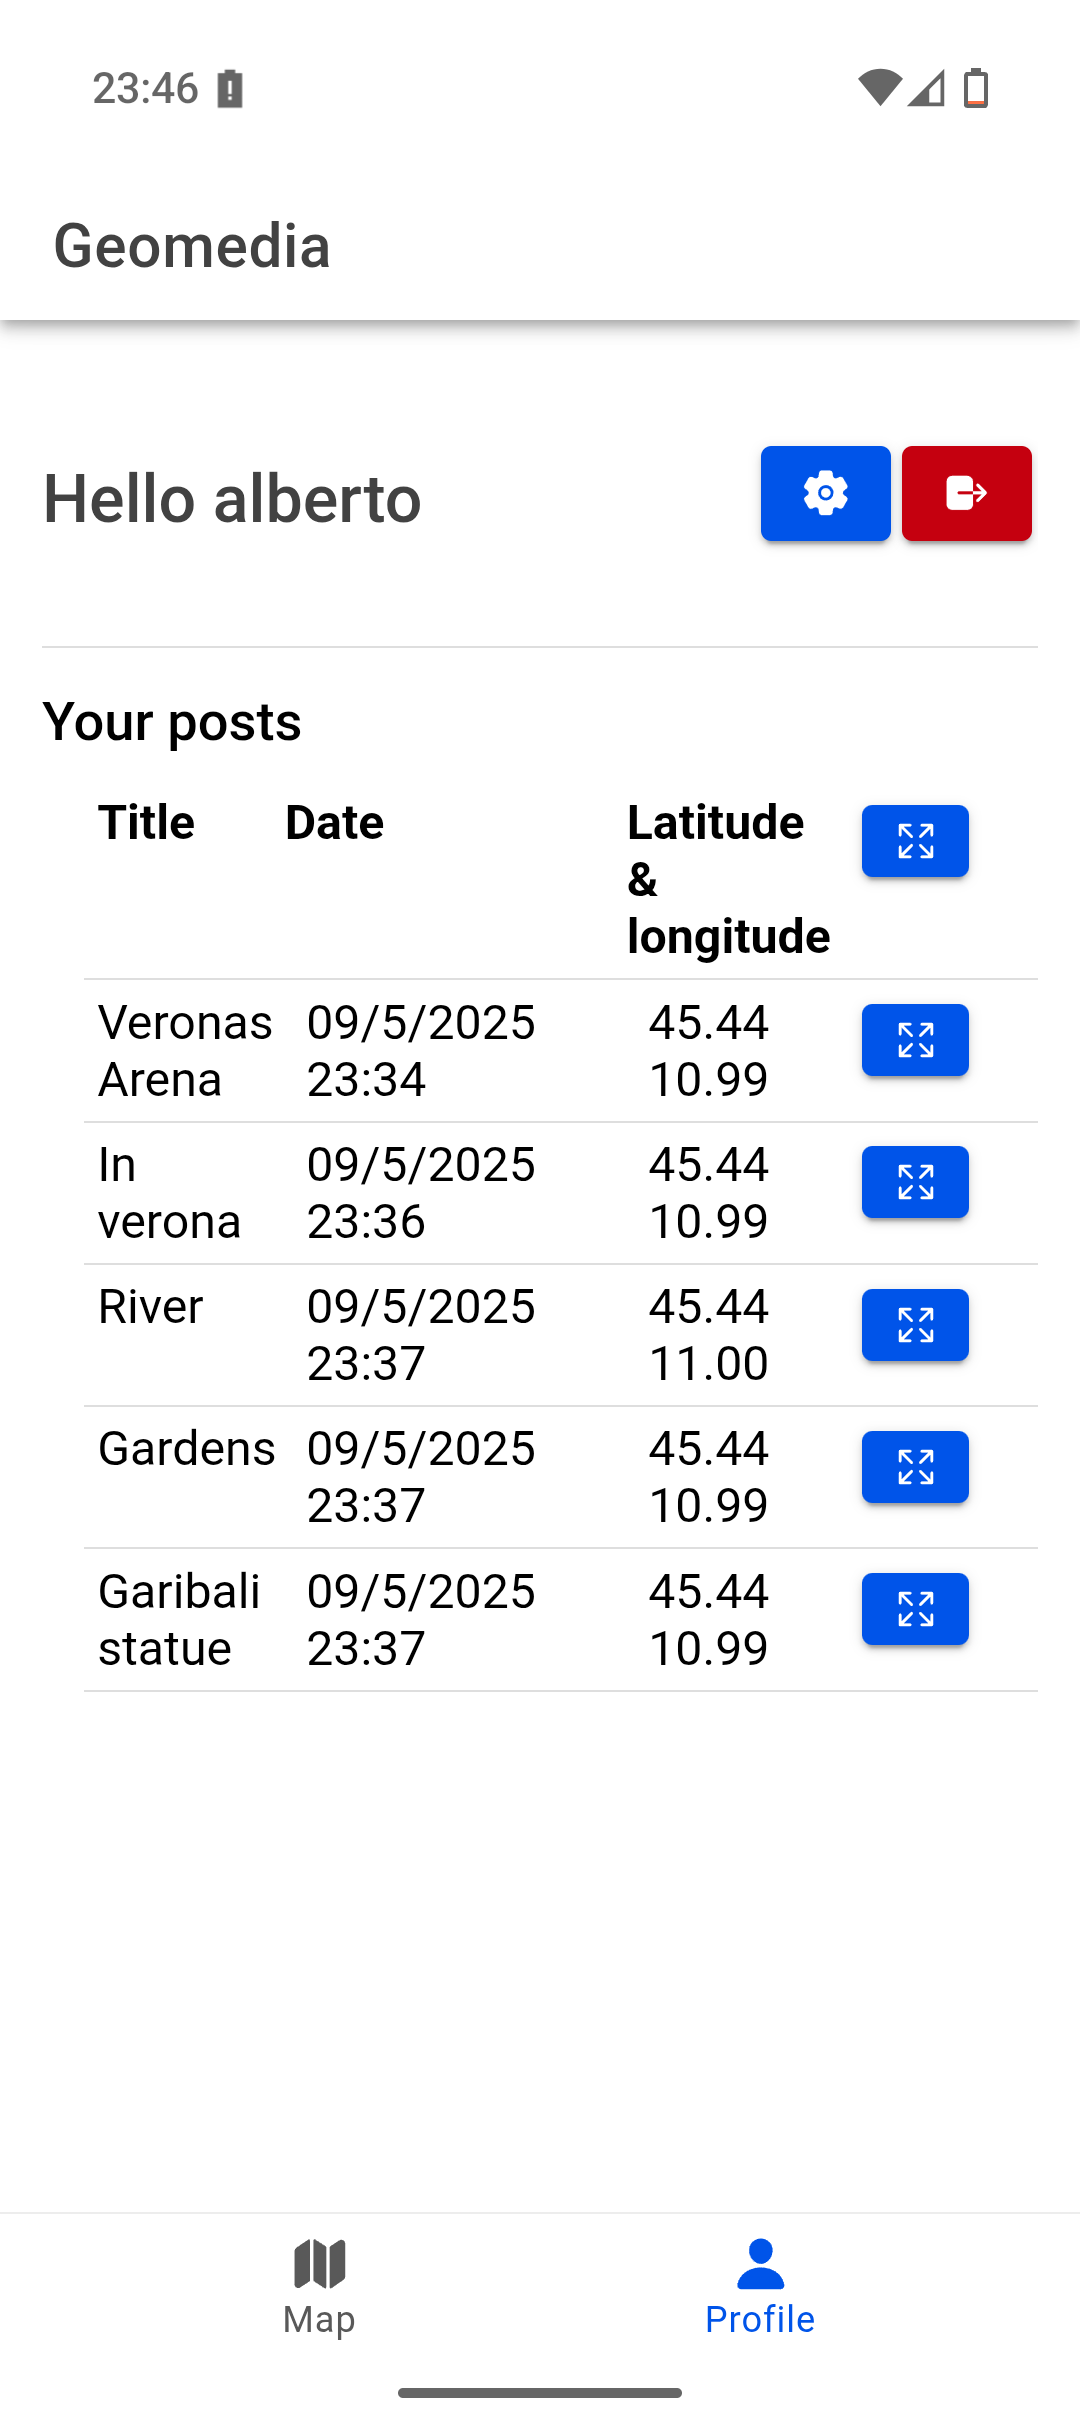 23:46
Geomedia
Hello alberto
Your posts
Title Date Latitude
&
longitude
Veronas 09/5/2025 45.44
Arena 23:34 10.99
In 09/5/2025 45.44
verona 23:36 10.99
River 09/5/2025 45.44
23:37 11.00
Gardens 09/5/2025 45.44
23:37 10.99
Garibali 09/5/2025 45.44
statue 23:37 10.99
Map Profile